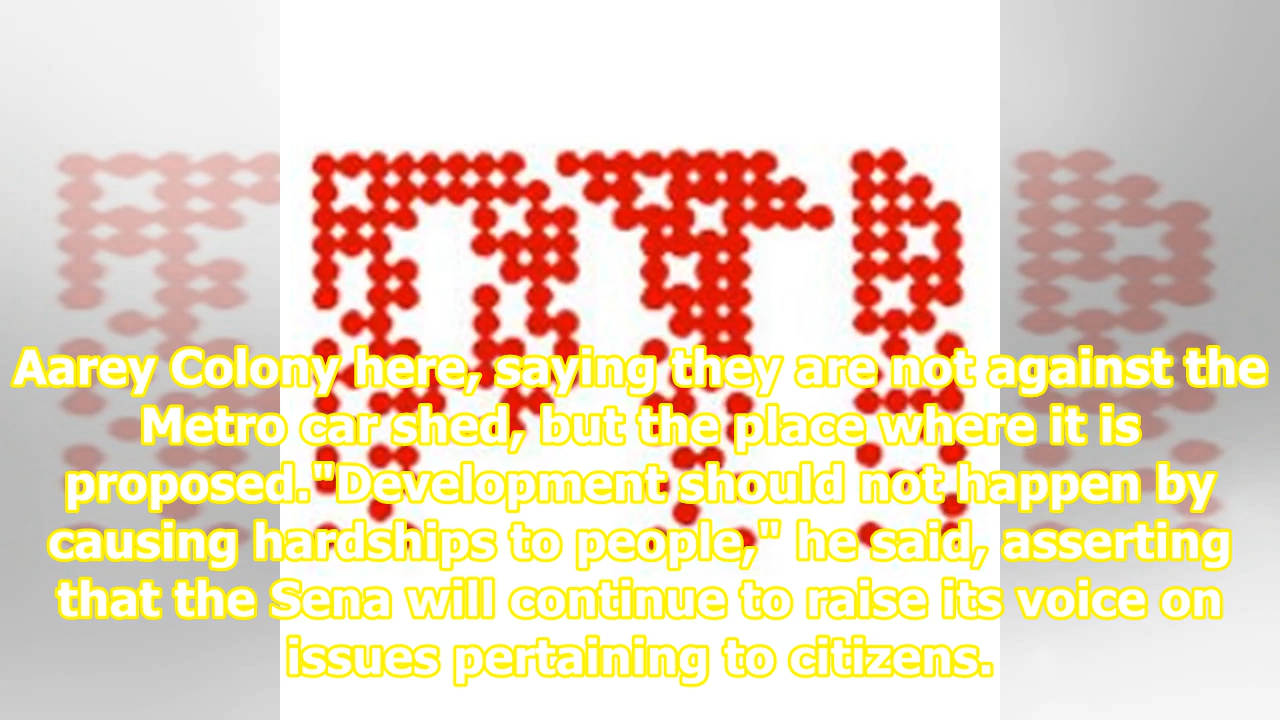 Aarey Colony here, saying they are not against the
Metro car shed, but the place where it is
proposed."Development should not happen by
causing hardships to people," he said, asserting
that the Sena will continue to raise its voice on
issues pertaining to citizens.